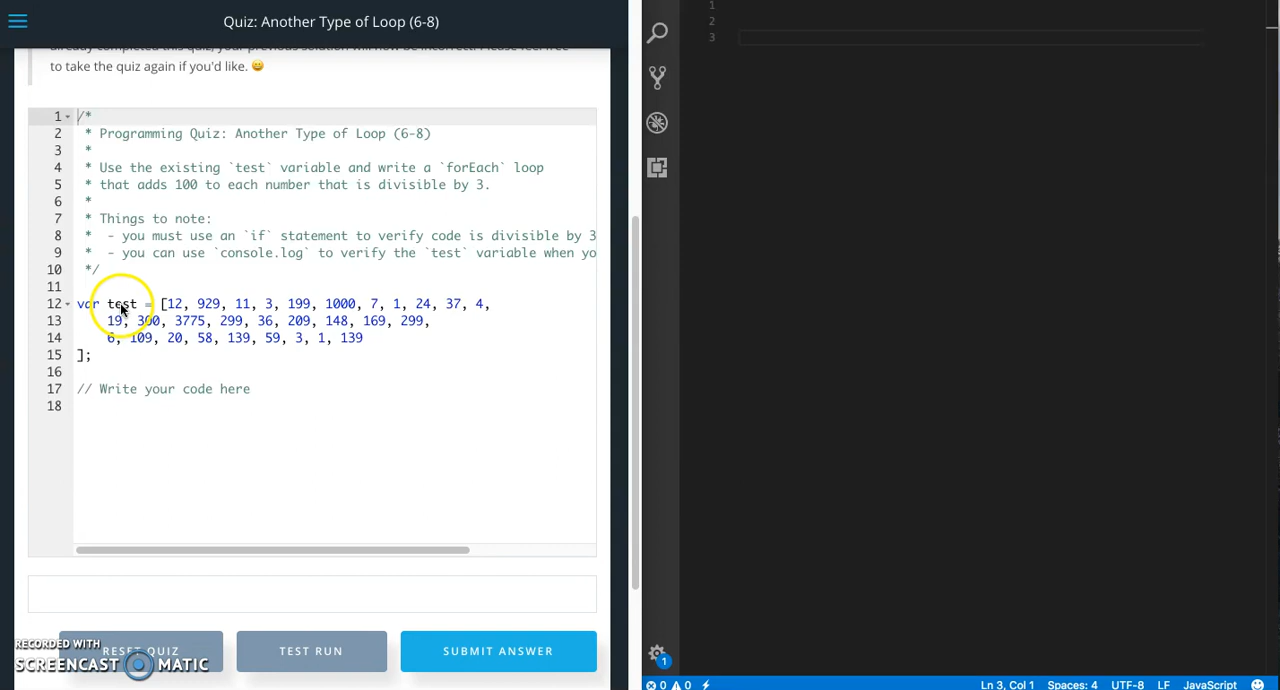 Quiz: Another Type of Loop (6-8)
already completed this quiz, your previous solution will now be incorrect. Please feel free
to take the quiz again if you'd like. 😀
1 /*
2 * Programming Quiz: Another Type of Loop (6-8)
3 *
4 * Use the existing `test` variable and write a `forEach` loop
5 * that adds 100 to each number that is divisible by 3.
6 *
7 * Things to note:
8 * - you must use an `if` statement to verify code is divisible by 3
9 * - you can use `console.log` to verify the `test` variable when yo
10 */
11
12 var test = [12, 929, 11, 3, 199, 1000, 7, 1, 24, 37, 4,
13 19, 300, 3775, 299, 36, 209, 148, 169, 299,
14 6, 109, 20, 58, 139, 59, 3, 1, 139
15 ];
16
17 // Write your code here
18
RESET QUIZ
TEST RUN
SUBMIT ANSWER
RECORDED WITH
SCREENCAST MATIC
1
2
3
1
0 0
Ln 3, Col 1 Spaces: 4 UTF-8 LF JavaScript